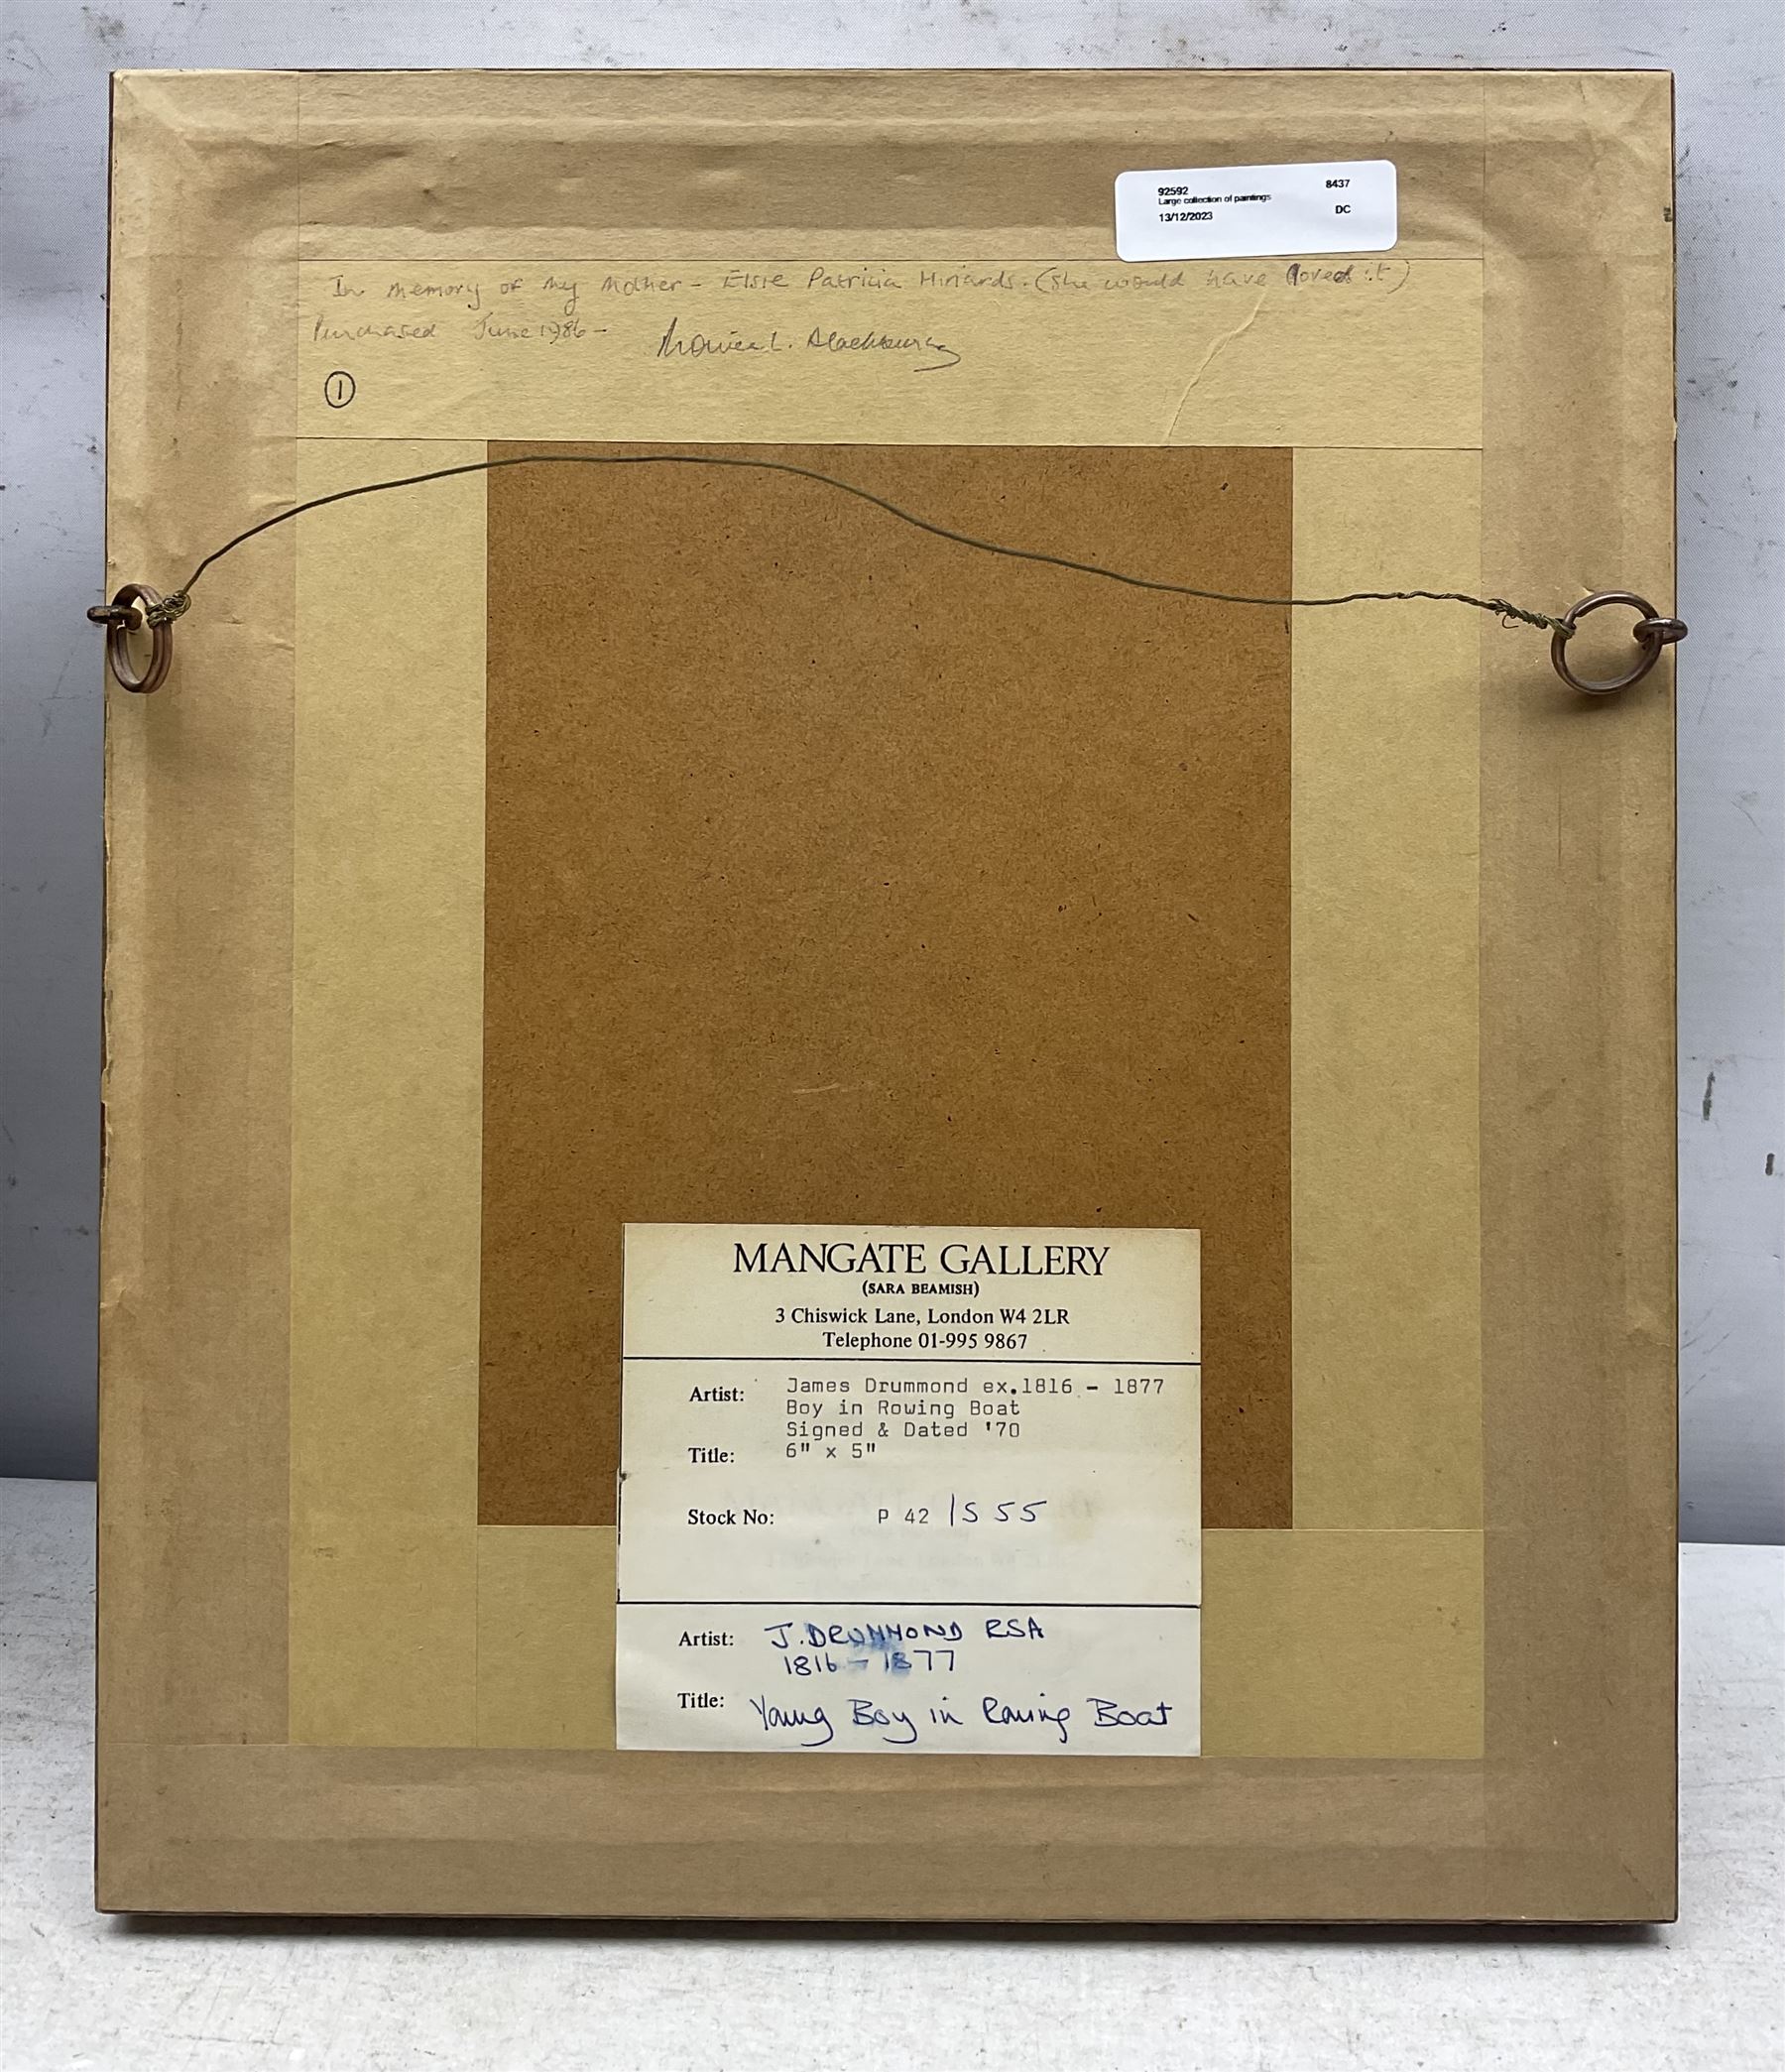 92592 8437
Large collection of paintings
13/12/2023 DC
In memory of my Mother - Elsie Patricia (She would have loved it)
Purchased June 1986 -
1
MANGATE GALLERY
(SARA BEAMISH)
3 Chiswick Lane, London W4 2LR
Telephone 01-995 9867
Artist: James Drummond ex.1816 - 1877
Boy in Rowing Boat
Signed & Dated '70
Title: 6" x 5"
Stock No: P 42 / S 55
Artist: J. DRUMMOND RSA
1816 - 1877
Title: Young Boy in Rowing Boat